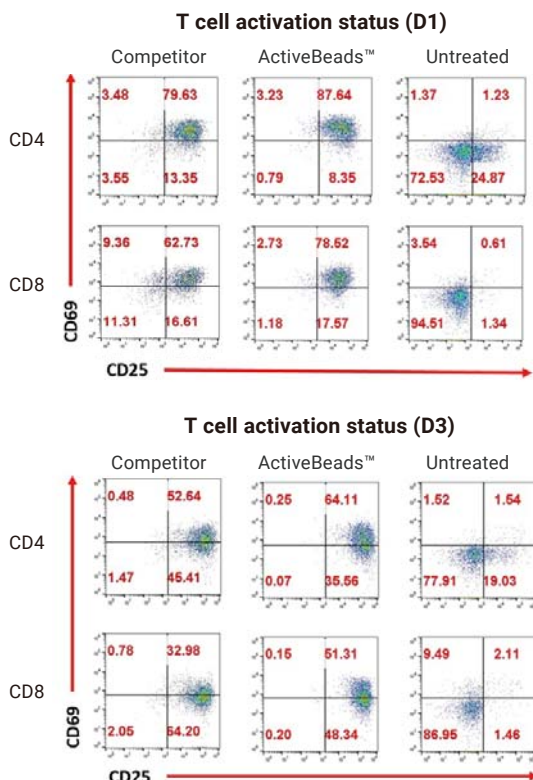 T cell activation status (D1)
Competitor ActiveBeads™ Untreated
3.48 79.63 3.23 87.64 1.37 1.23
CD4
3.55 13.35 0.79 8.35 72.53 24.87
9.36 62.73 2.73 78.52 3.54 0.61
CD8
11.31 16.61 1.18 17.57 94.51 1.34
CD69
CD25
T cell activation status (D3)
Competitor ActiveBeads™ Untreated
0.48 52.64 0.25 64.11 1.52 1.54
CD4
1.47 45.41 0.07 35.56 77.91 19.03
0.78 32.98 0.15 51.31 9.49 2.11
CD8
2.05 64.20 0.20 48.34 86.95 1.46
CD69
CD25